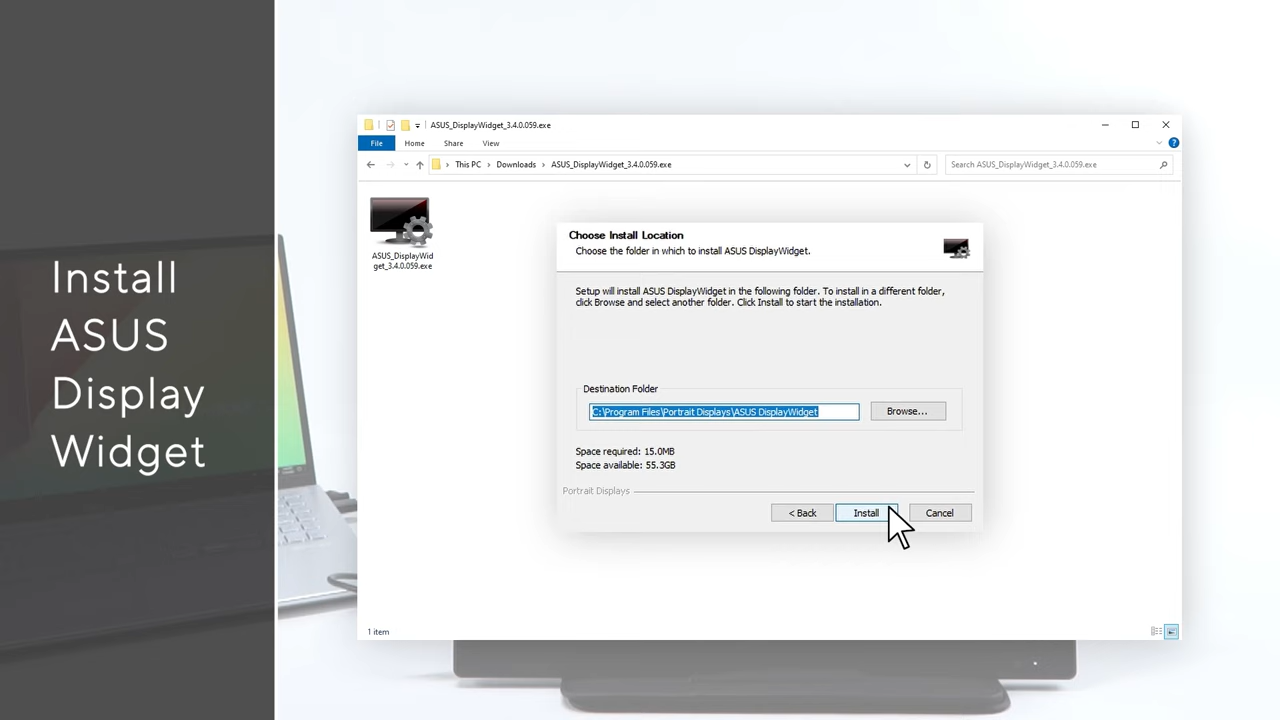 Install
ASUS
Display
Widget
ASUS_DisplayWidget_3.4.0.059.exe
File Home Share View
This PC Downloads ASUS_DisplayWidget_3.4.0.059.exe Search ASUS_DisplayWidget_3.4.0.059.exe
ASUS_DisplayWid
get_3.4.0.059.exe
Choose Install Location
Choose the folder in which to install ASUS DisplayWidget.
Setup will install ASUS DisplayWidget in the following folder. To install in a different folder,
click Browse and select another folder. Click Install to start the installation.
Destination Folder
C:\Program Files\Portrait Displays\ASUS DisplayWidget
Browse...
Space required: 15.0MB
Space available: 55.3GB
Portrait Displays
< Back Install Cancel
1 item